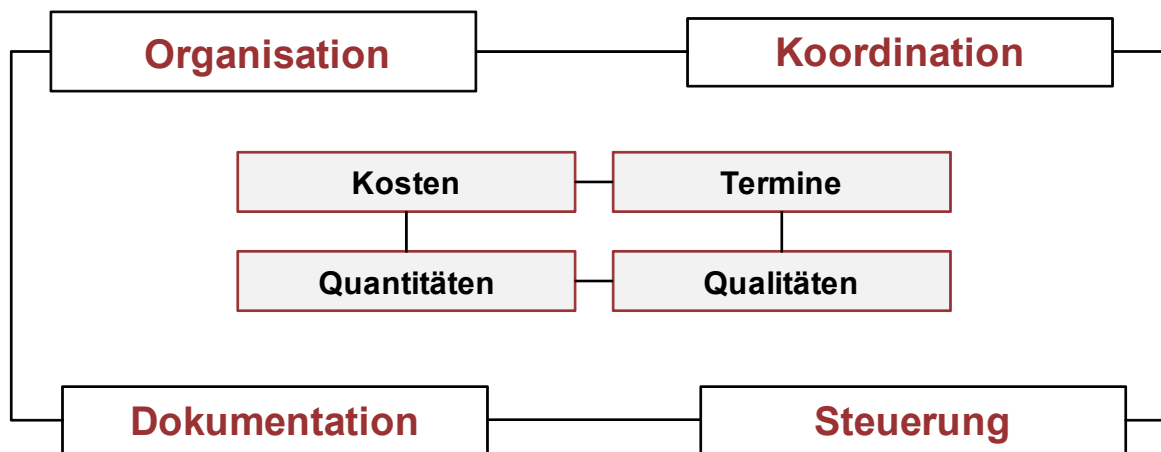 Organisation
Koordination
Kosten
Termine
Quantitäten
Qualitäten
Dokumentation
Steuerung